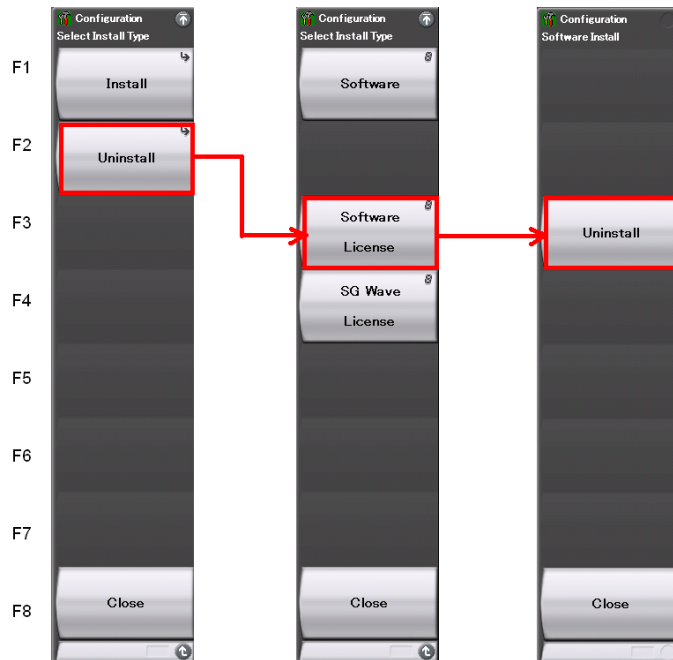 Configuration
Select Install Type
Install
Uninstall
Close
Configuration
Select Install Type
Software
Software
License
SG Wave
License
Close
Configuration
Software Install
Uninstall
Close
F1
F2
F3
F4
F5
F6
F7
F8